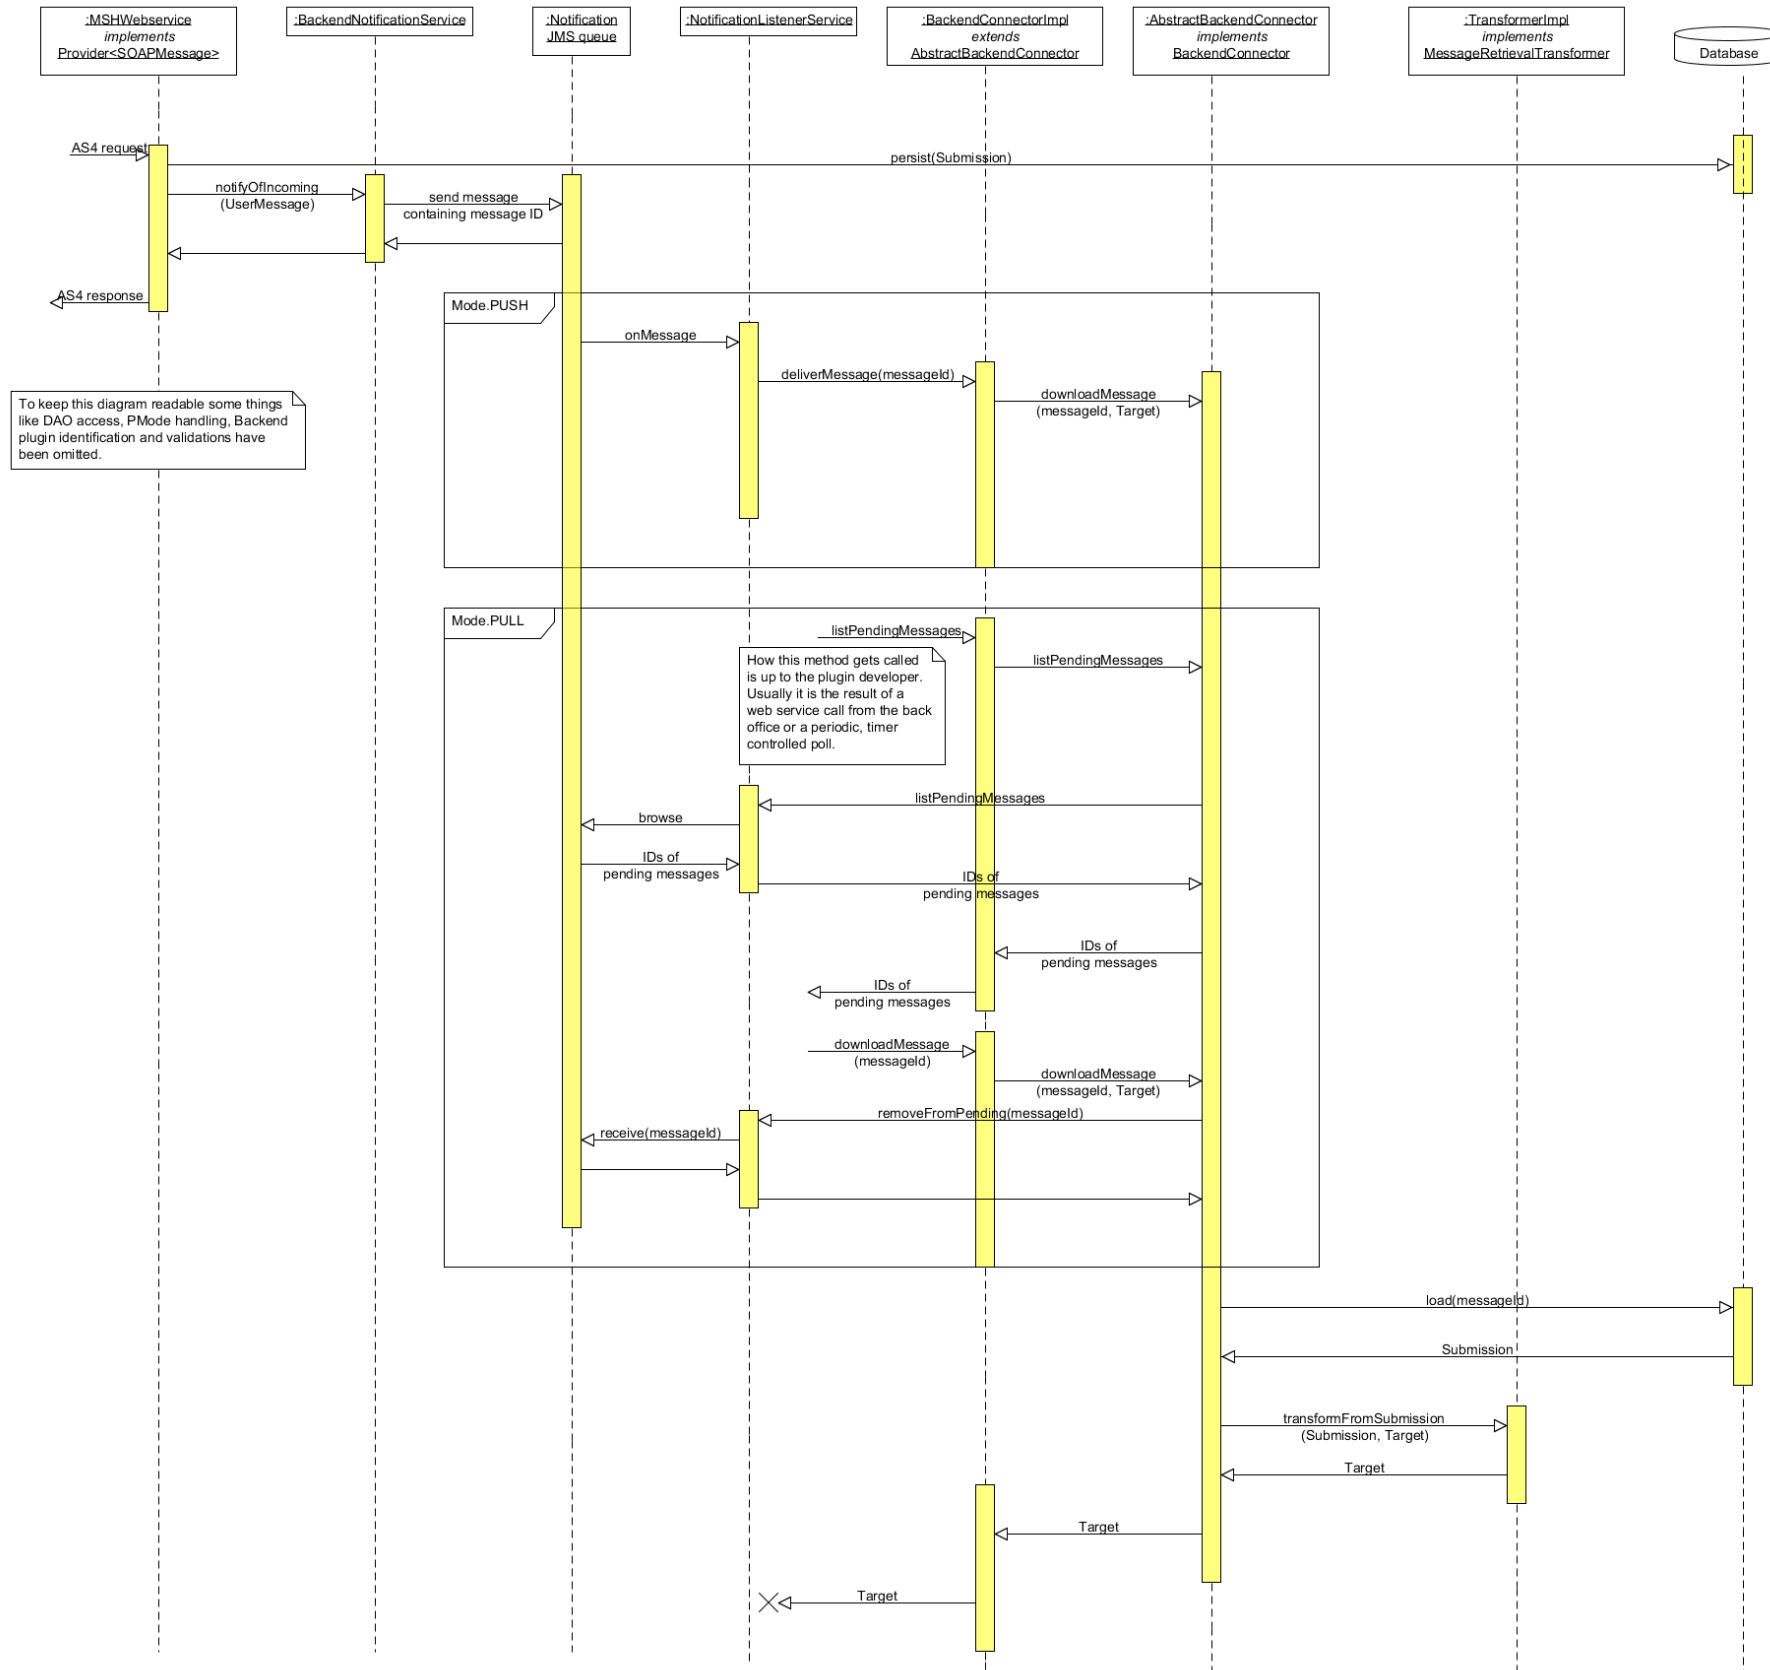 :MSHWebservice
implements
Provider<SOAPMessage>
:BackendNotificationService
:Notification
JMS queue
:NotificationListenerService
:BackendConnectorImpl
extends
AbstractBackendConnector
:AbstractBackendConnector
implements
BackendConnector
:TransformerImpl
implements
MessageRetrievalTransformer
Database
AS4 request
persist(Submission)
notifyOfIncoming
(UserMessage)
send message
containing message ID
AS4 response
Mode.PUSH
onMessage
deliverMessage(messageId)
downloadMessage
(messageId, Target)
To keep this diagram readable some things
like DAO access, PMode handling, Backend
plugin identification and validations have
been omitted.
Mode.PULL
listPendingMessages
How this method gets called
is up to the plugin developer.
Usually it is the result of a
web service call from the back
office or a periodic, timer
controlled poll.
listPendingMessages
listPendingMessages
browse
IDs of
pending messages
IDs of
pending messages
IDs of
pending messages
IDs of
pending messages
downloadMessage
(messageId)
downloadMessage
(messageId, Target)
removeFromPending(messageId)
receive(messageId)
load(messageId)
Submission
transformFromSubmission
(Submission, Target)
Target
Target
Target